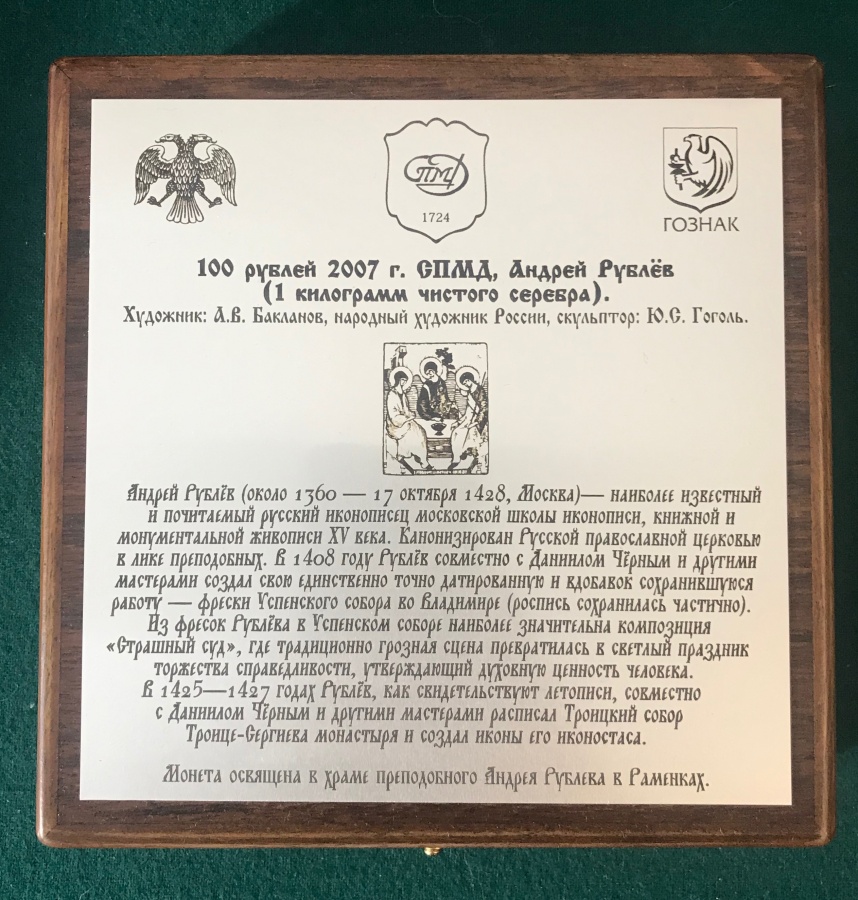 СПМД
1724
ГОЗНАК
100 рублей 2007 г. СПМД, Андрей Рублёв
(1 килограмм чистого серебра).
Художник: А.В. Бакланов, народный художник России, скульптор: Ю.С. Гоголь.
Андрей Рублёв (около 1360 — 17 октября 1428, Москва)— наиболее известный
и почитаемый русский иконописец московской школы иконописи, книжной и
монументальной живописи XV века. Канонизирован Русской православной церковью
в лике преподобных. В 1408 году Рублёв совместно с Даниилом Чёрным и другими
мастерами создал свою единственно точно датированную и вдобавок сохранившуюся
работу — фрески Успенского собора во Владимире (роспись сохранилась частично).
Из фресок Рублёва в Успенском соборе наиболее значительна композиция
«Страшный суд», где традиционно грозная сцена превратилась в светлый праздник
торжества справедливости, утверждающий духовную ценность человека.
В 1425—1427 годах Рублёв, как свидетельствуют летописи, совместно
с Даниилом Чёрным и другими мастерами расписал Троицкий собор
Троице-Сергиева монастыря и создал иконы его иконостаса.
Монета освящена в храме преподобного Андрея Рублева в Раменках.